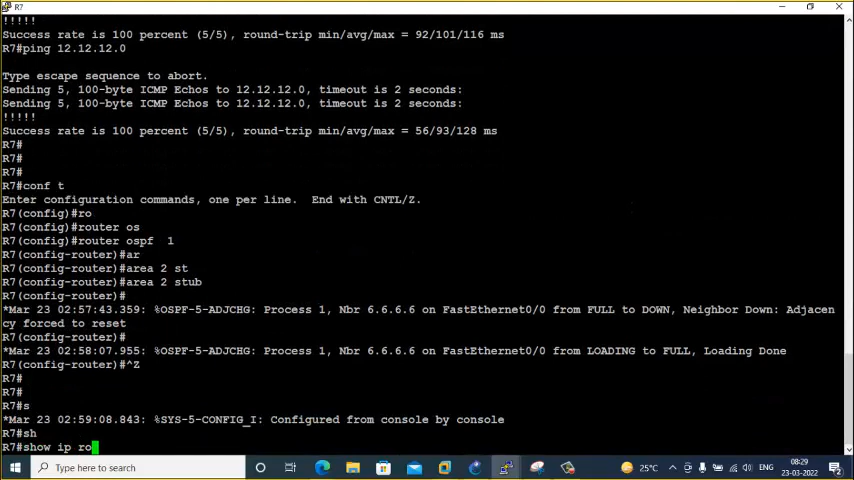 R7
!!!!!
Success rate is 100 percent (5/5), round-trip min/avg/max = 92/101/116 ms
R7#ping 12.12.12.0
Type escape sequence to abort.
Sending 5, 100-byte ICMP Echos to 12.12.12.0, timeout is 2 seconds:
Sending 5, 100-byte ICMP Echos to 12.12.12.0, timeout is 2 seconds:
!!!!!
Success rate is 100 percent (5/5), round-trip min/avg/max = 56/93/128 ms
R7#
R7#
R7#
R7#conf t
Enter configuration commands, one per line.  End with CNTL/Z.
R7(config)#ro
R7(config)#router os
R7(config)#router ospf  1
R7(config-router)#ar
R7(config-router)#area 2 st
R7(config-router)#area 2 stub
R7(config-router)#
*Mar 23 02:57:43.359: %OSPF-5-ADJCHG: Process 1, Nbr 6.6.6.6 on FastEthernet0/0 from FULL to DOWN, Neighbor Down: Adjacen
cy forced to reset
R7(config-router)#
*Mar 23 02:58:07.955: %OSPF-5-ADJCHG: Process 1, Nbr 6.6.6.6 on FastEthernet0/0 from LOADING to FULL, Loading Done
R7(config-router)#^Z
R7#
R7#
R7#s
*Mar 23 02:59:08.843: %SYS-5-CONFIG_I: Configured from console by console
R7#sh
R7#show ip ro
Type here to search
25°C
ENG
08:29
23-03-2022
2